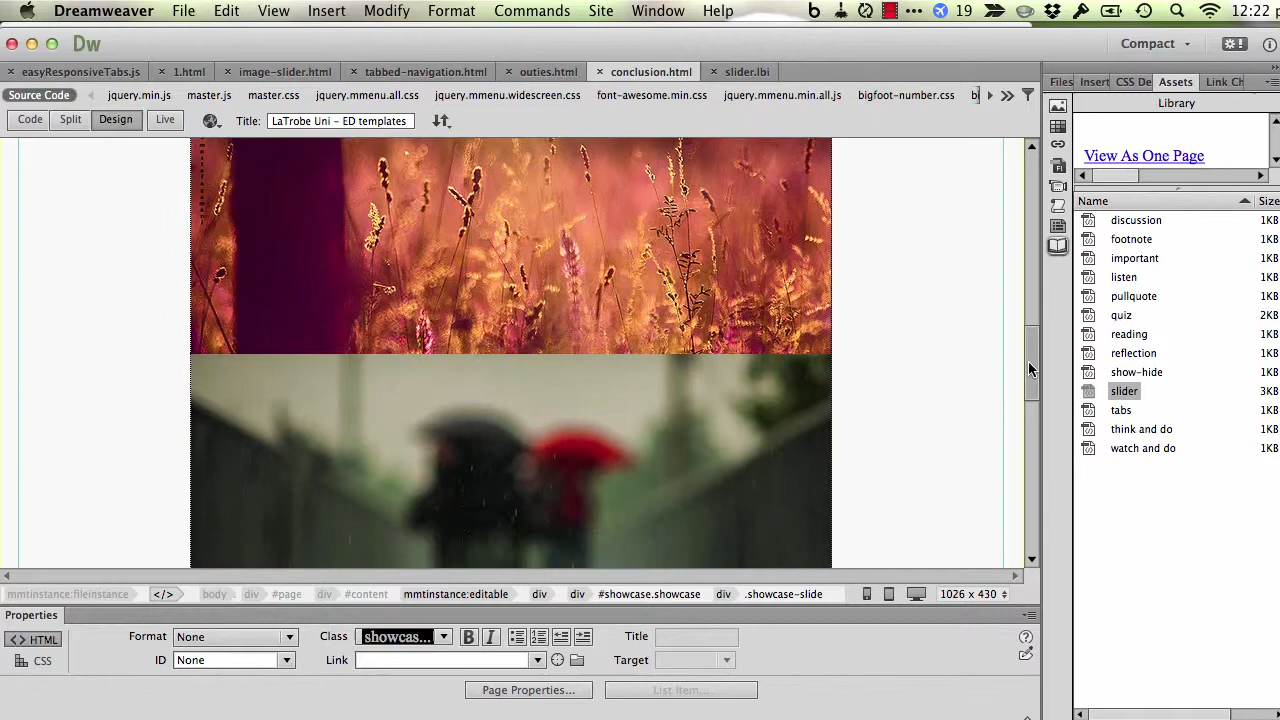 Dreamweaver File Edit View Insert Modify Format Commands Site Window Help 19 12:22 p
Dw Compact
easyResponsiveTabs.js 1.html image-slider.html tabbed-navigation.html outies.html conclusion.html slider.lbi Files Insert CSS De Assets Link Ch
Source Code jquery.min.js master.js master.css jquery.mmenu.all.css jquery.mmenu.widescreen.css font-awesome.min.css jquery.mmenu.min.all.js bigfoot-number.css bi
Library
Code Split Design Live Title: LaTrobe Uni - ED templates
View As One Page
Name Size
discussion 1KB
footnote 1KB
important 1KB
listen 1KB
pullquote 1KB
quiz 2KB
reading 1KB
reflection 1KB
show-hide 1KB
slider 3KB
tabs 1KB
think and do 1KB
watch and do 1KB
mmtinstance:fileinstance </> body div #page div #content mmtinstance:editable div div #showcase.showcase div .showcase-slide 1026 x 430
Properties
<> HTML Format None Class showcas... B I Title
CSS ID None Link Target
Page Properties... List Item...